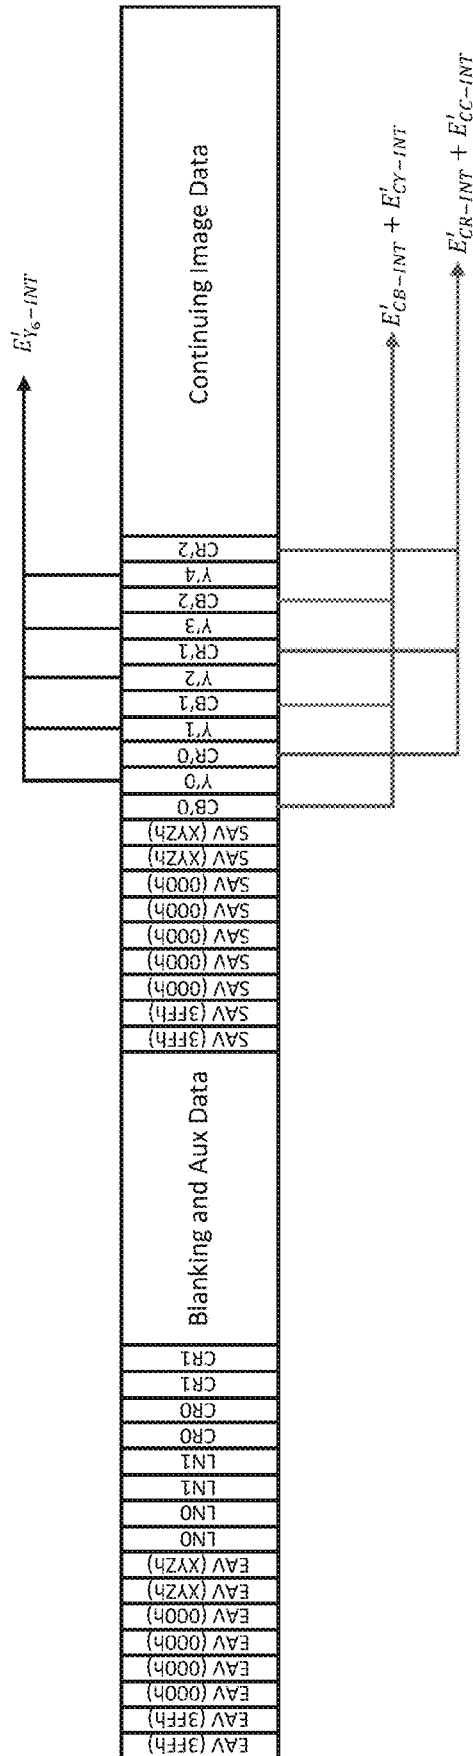 E'Y₆−INT
EAV (3FFh)
EAV (3FFh)
EAV (000h)
EAV (000h)
EAV (000h)
EAV (000h)
EAV (XYZh)
EAV (XYZh)
LN0
LN0
LN1
LN1
CR0
CR0
CR1
CR1
Blanking and Aux Data
SAV (3FFh)
SAV (3FFh)
SAV (000h)
SAV (000h)
SAV (000h)
SAV (000h)
SAV (000h)
SAV (XYZh)
SAV (XYZh)
CB'0
Y'0
CR'0
Y'1
CB'1
Y'2
CR'1
Y'3
CB'2
Y'4
CR'2
Continuing Image Data
E'CB−INT + E'CY−INT
E'CR−INT + E'CC−INT